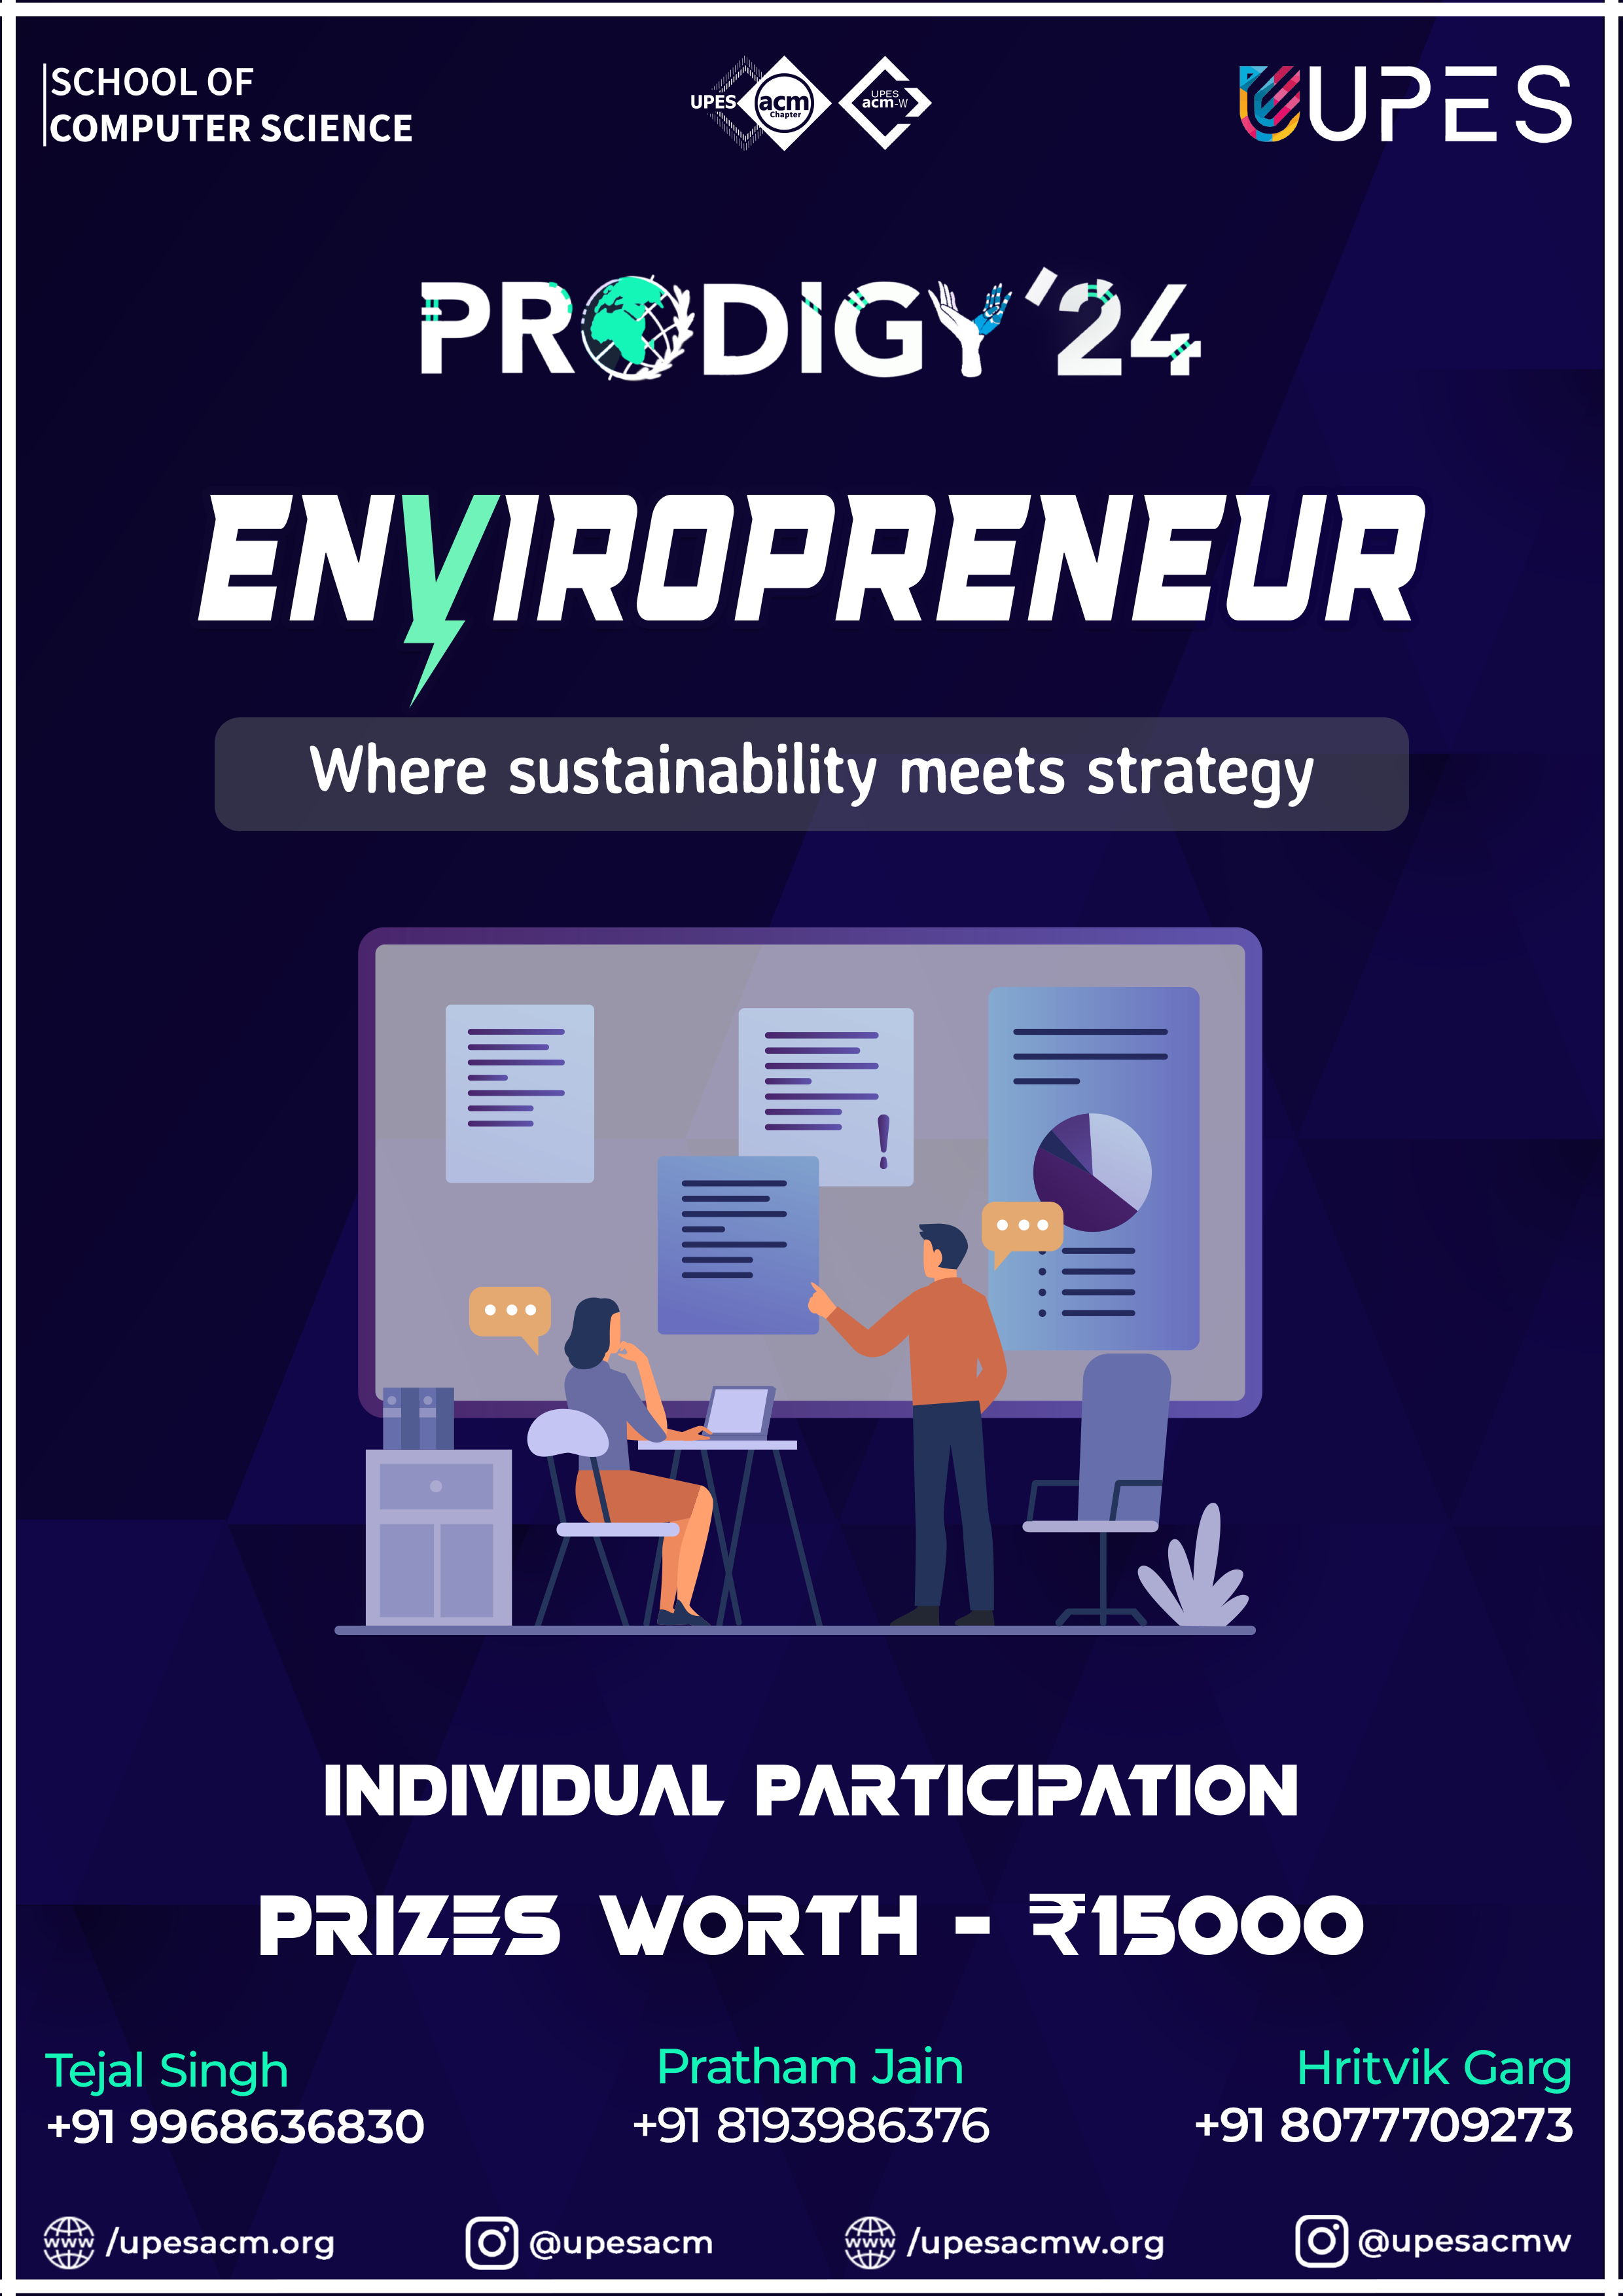 SCHOOL OF
COMPUTER SCIENCE
UPES
acm
Chapter
UPES
acm-W
UPES
PRODIGY '24
ENVIROPRENEUR
Where sustainability meets strategy
INDIVIDUAL PARTICIPATION
PRIZES WORTH - ₹15000
Tejal Singh
+91 9968636830
Pratham Jain
+91 8193986376
Hritvik Garg
+91 8077709273
www /upesacm.org
@upesacm
www /upesacmw.org
@upesacmw